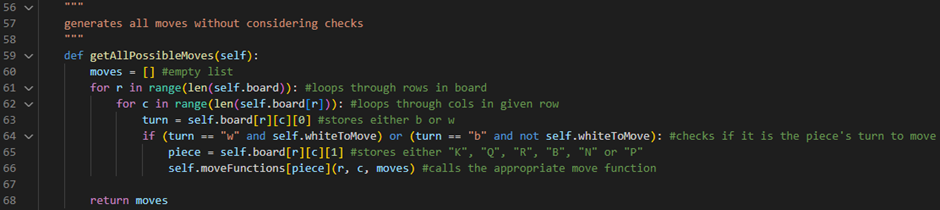 56 """
57 generates all moves without considering checks
58 """
59 def getAllPossibleMoves(self):
60 moves = [] #empty list
61 for r in range(len(self.board)): #loops through rows in board
62 for c in range(len(self.board[r])): #loops through cols in given row
63 turn = self.board[r][c][0] #stores either b or w
64 if (turn == "w" and self.whiteToMove) or (turn == "b" and not self.whiteToMove): #checks if it is the piece's turn to move
65 piece = self.board[r][c][1] #stores either "K", "Q", "R", "B", "N" or "P"
66 self.moveFunctions[piece](r, c, moves) #calls the appropriate move function
67
68 return moves